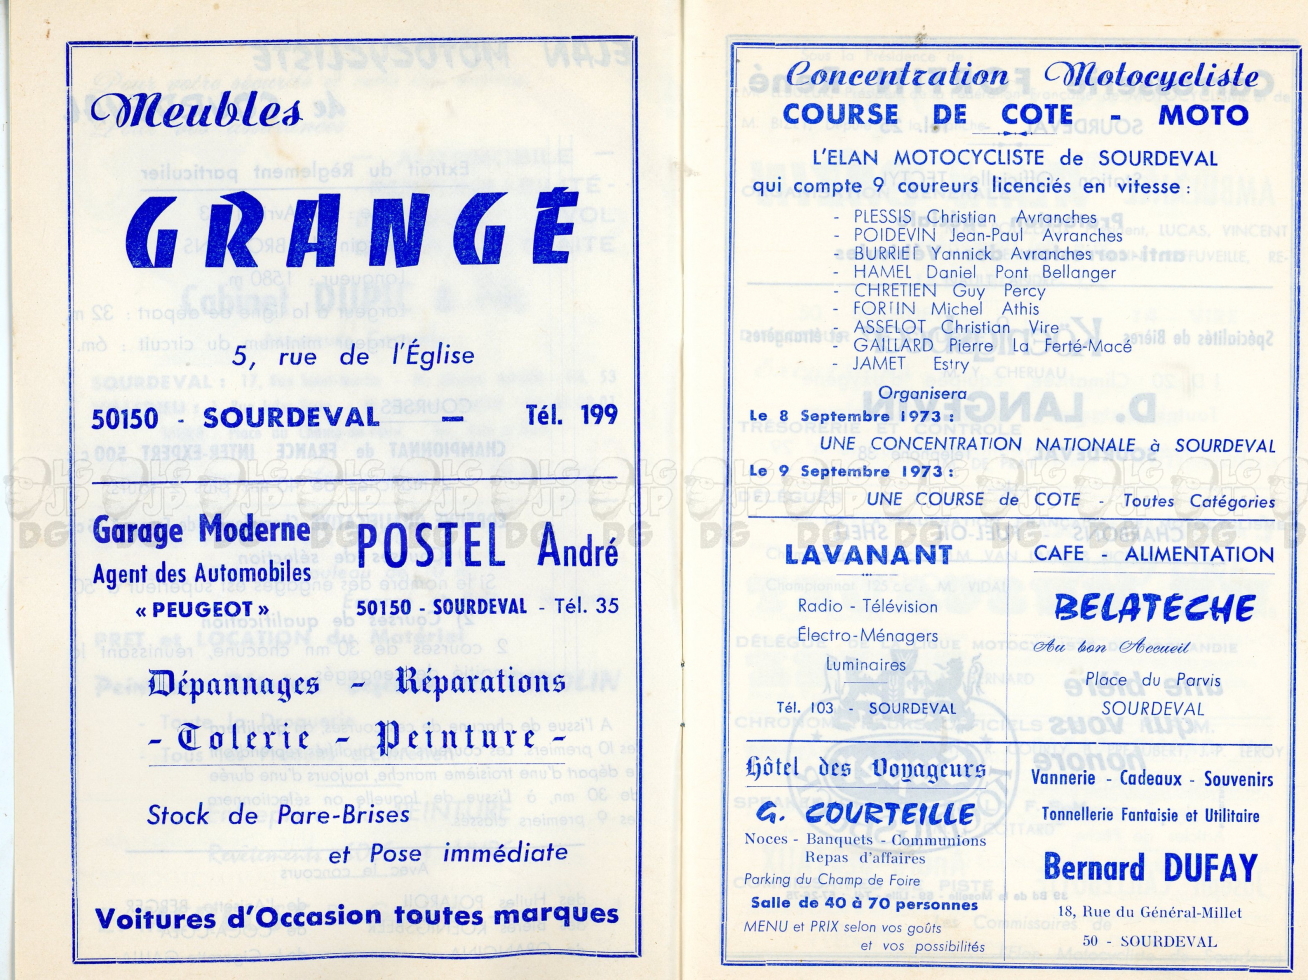 Meubles
GRANGÉ
5, rue de l'Église
50150 - SOURDEVAL — Tél. 199
Garage Moderne
Agent des Automobiles
« PEUGEOT »
POSTEL André
50150 - SOURDEVAL - Tél. 35
Dépannages - Réparations
- Tolerie - Peinture
Stock de Pare-Brises
et Pose immédiate
Voitures d'Occasion toutes marques
Concentration Motocycliste
COURSE DE COTE - MOTO
L'ELAN MOTOCYCLISTE de SOURDEVAL
qui compte 9 coureurs licenciés en vitesse :
- PLESSIS Christian Avranches
- POIDEVIN Jean-Paul Avranches
- BURRIEL Yannick Avranches
- HAMEL Daniel Pont Bellanger
- CHRETIEN Guy Percy
- FORTIN Michel Athis
- ASSELOT Christian Vire
- GAILLARD Pierre La Ferté-Macé
- JAMET Estry
Organisera
Le 8 Septembre 1973 :
UNE CONCENTRATION NATIONALE à SOURDEVAL
Le 9 Septembre 1973 :
UNE COURSE de COTE - Toutes Catégories
LAVANANT
Radio - Télévision
Électro-Ménagers
Luminaires
Tél. 103 - SOURDEVAL
CAFE - ALIMENTATION
BELATÈCHE
Au bon Accueil
Place du Parvis
SOURDEVAL
Hôtel des Voyageurs
G. COURTEILLE
Noces - Banquets - Communions
Repas d'affaires
Parking du Champ de Foire
Salle de 40 à 70 personnes
MENU et PRIX selon vos goûts
et vos possibilités
Vannerie - Cadeaux - Souvenirs
Tonnellerie Fantaisie et Utilitaire
Bernard DUFAY
18, Rue du Général-Millet
50 - SOURDEVAL